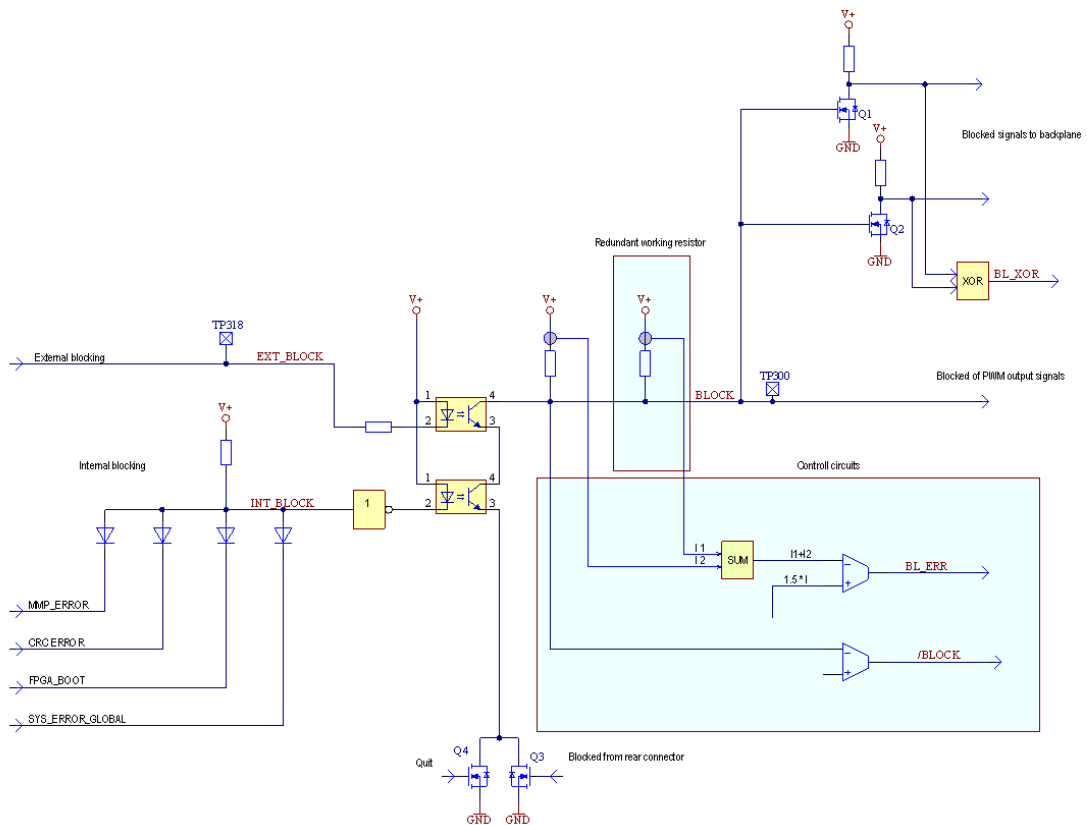 V+
Q1
GND
V+
Blocked signals to backplane
Q2
GND
Redundant working resistor
XOR
BL_XOR
V+
V+
V+
TP318
External blocking
EXT_BLOCK
TP300
Blocked of PWM output signals
1
4
BLOCK
2
3
V+
Internal blocking
Controll circuits
1
4
INT_BLOCK
1
2
3
I1
I2
SUM
I1+I2
−
+
BL_ERR
1.5*I
MMP_ERROR
CRC ERROR
−
+
/BLOCK
FPGA_BOOT
SYS_ERROR_GLOBAL
Q4
Q3
Blocked from rear connector
Quit
GND
GND